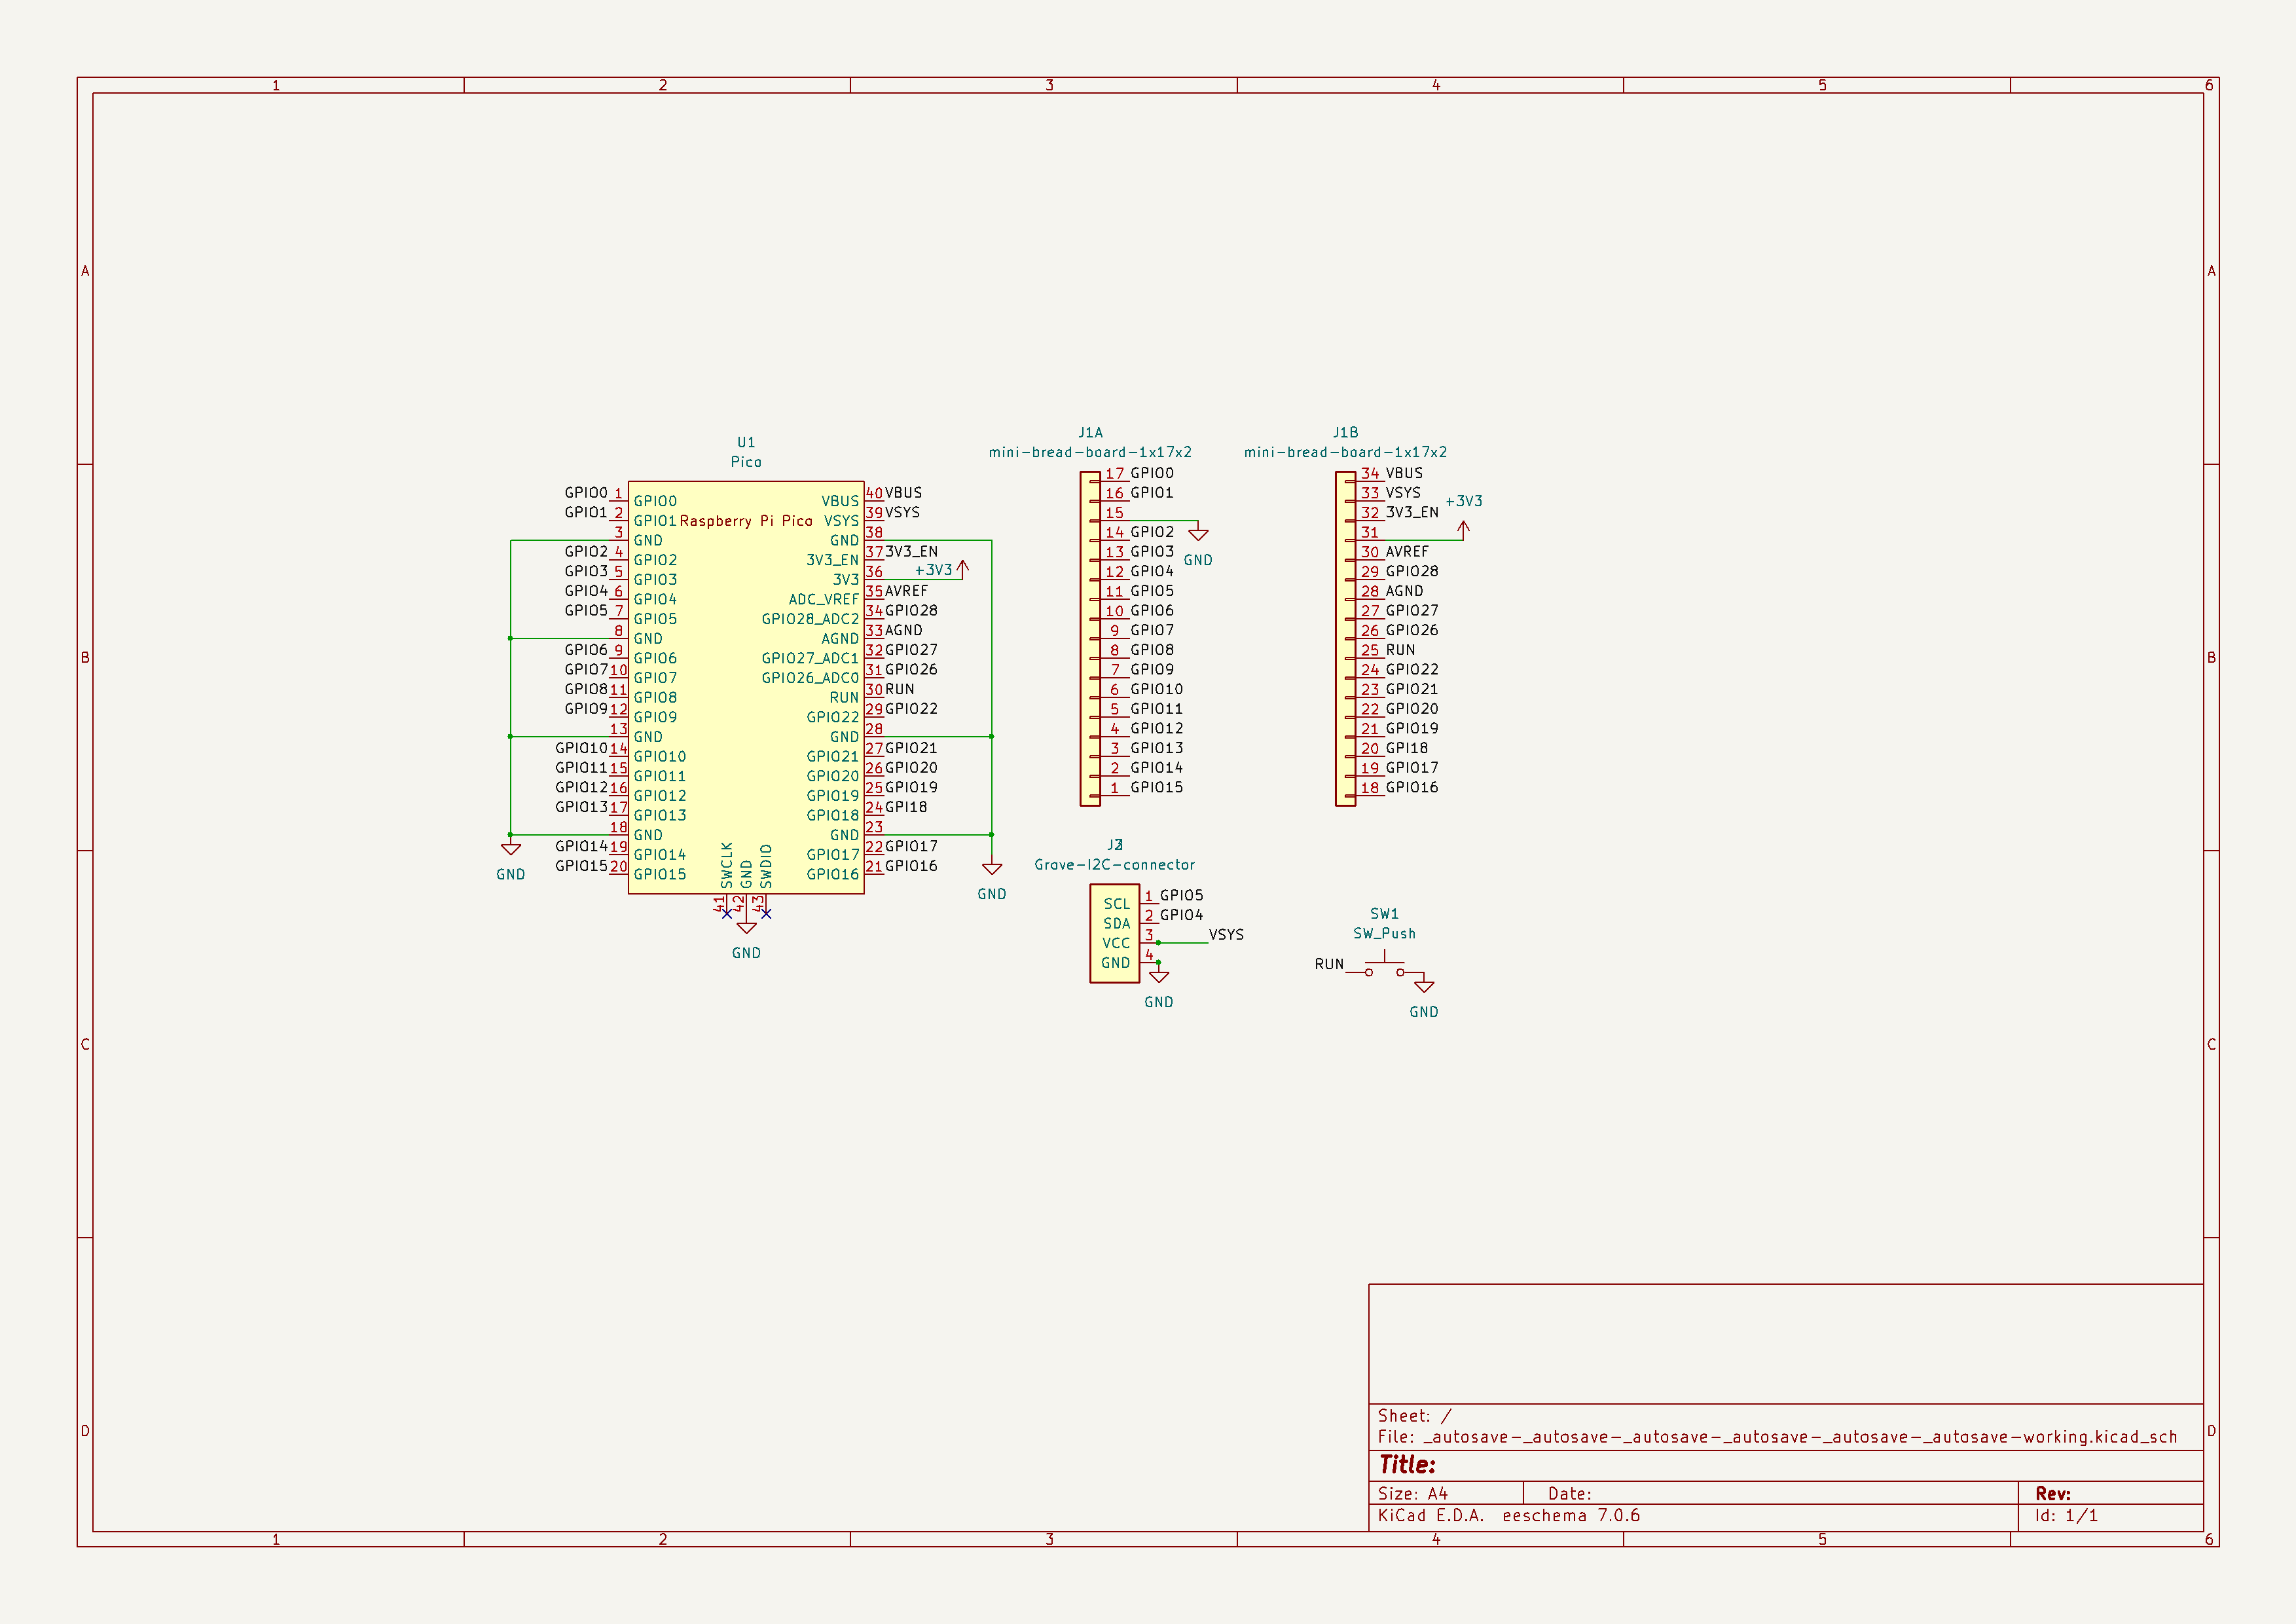 1 2 3 4 5 6
A A
B B
C C
D D
U1
Pico
Raspberry Pi Pico
GPIO0 1 GPIO0 VBUS 40 VBUS
GPIO1 2 GPIO1 VSYS 39 VSYS
3 GND GND 38
GPIO2 4 GPIO2 3V3_EN 37 3V3_EN
GPIO3 5 GPIO3 3V3 36 +3V3
GPIO4 6 GPIO4 ADC_VREF 35 AVREF
GPIO5 7 GPIO5 GPIO28_ADC2 34 GPIO28
8 GND AGND 33 AGND
GPIO6 9 GPIO6 GPIO27_ADC1 32 GPIO27
GPIO7 10 GPIO7 GPIO26_ADC0 31 GPIO26
GPIO8 11 GPIO8 RUN 30 RUN
GPIO9 12 GPIO9 GPIO22 29 GPIO22
13 GND GND 28
GPIO10 14 GPIO10 GPIO21 27 GPIO21
GPIO11 15 GPIO11 GPIO20 26 GPIO20
GPIO12 16 GPIO12 GPIO19 25 GPIO19
GPIO13 17 GPIO13 GPIO18 24 GPI18
18 GND GND 23
GPIO14 19 GPIO14 GPIO17 22 GPIO17
GPIO15 20 GPIO15 GPIO16 21 GPIO16
SWCLK GND SWDIO
41 42 43
GND
GND
GND
J1A
mini-bread-board-1x17x2
17 GPIO0
16 GPIO1
15
GND
14 GPIO2
13 GPIO3
12 GPIO4
11 GPIO5
10 GPIO6
9 GPIO7
8 GPIO8
7 GPIO9
6 GPIO10
5 GPIO11
4 GPIO12
3 GPIO13
2 GPIO14
1 GPIO15
J1B
mini-bread-board-1x17x2
34 VBUS
33 VSYS
+3V3
32 3V3_EN
31
30 AVREF
29 GPIO28
28 AGND
27 GPIO27
26 GPIO26
25 RUN
24 GPIO22
23 GPIO21
22 GPIO20
21 GPIO19
20 GPI18
19 GPIO17
18 GPIO16
Grove-I2C-connector
SCL 1 GPIO5
SDA 2 GPIO4
VCC 3 VSYS
GND 4
GND
SW1
SW_Push
RUN
GND
Sheet: /
File: _autosave-_autosave-_autosave-_autosave-_autosave-_autosave-working.kicad_sch
Title:
Size: A4 Date: Rev:
KiCad E.D.A. eeschema 7.0.6 Id: 1/1
1 2 3 4 5 6